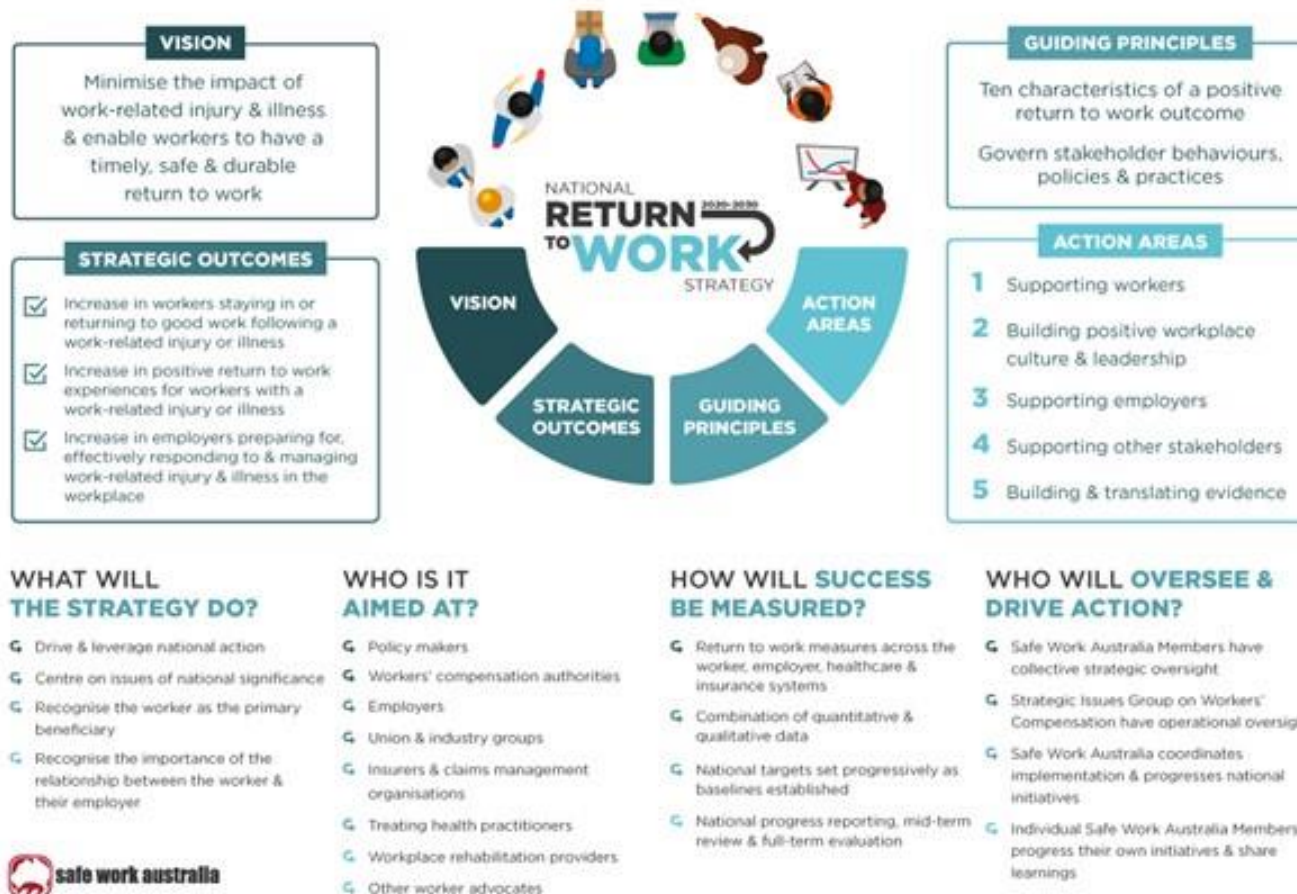 VISION
Minimise the impact of
work-related injury & illness
& enable workers to have a
timely, safe & durable
return to work
STRATEGIC OUTCOMES
Increase in workers staying in or
returning to good work following a
work-related injury or illness
Increase in positive return to work
experiences for workers with a
work-related injury or illness
Increase in employers preparing for,
effectively responding to & managing
work-related injury & illness in the
workplace
NATIONAL
RETURN 2020-2030
TO WORK
STRATEGY
VISION
STRATEGIC
OUTCOMES
GUIDING
PRINCIPLES
ACTION
AREAS
GUIDING PRINCIPLES
Ten characteristics of a positive
return to work outcome
Govern stakeholder behaviours,
policies & practices
ACTION AREAS
1 Supporting workers
2 Building positive workplace
culture & leadership
3 Supporting employers
4 Supporting other stakeholders
5 Building & translating evidence
WHAT WILL
THE STRATEGY DO?
Drive & leverage national action
Centre on issues of national significance
Recognise the worker as the primary
beneficiary
Recognise the importance of the
relationship between the worker &
their employer
safe work australia
WHO IS IT
AIMED AT?
Policy makers
Workers' compensation authorities
Employers
Union & industry groups
Insurers & claims management
organisations
Treating health practitioners
Workplace rehabilitation providers
Other worker advocates
HOW WILL SUCCESS
BE MEASURED?
Return to work measures across the
worker, employer, healthcare &
insurance systems
Combination of quantitative &
qualitative data
National targets set progressively as
baselines established
National progress reporting, mid-term
review & full-term evaluation
WHO WILL OVERSEE &
DRIVE ACTION?
Safe Work Australia Members have
collective strategic oversight
Strategic Issues Group on Workers'
Compensation have operational oversig
Safe Work Australia coordinates
implementation & progresses national
initiatives
Individual Safe Work Australia Members
progress their own initiatives & share
learnings